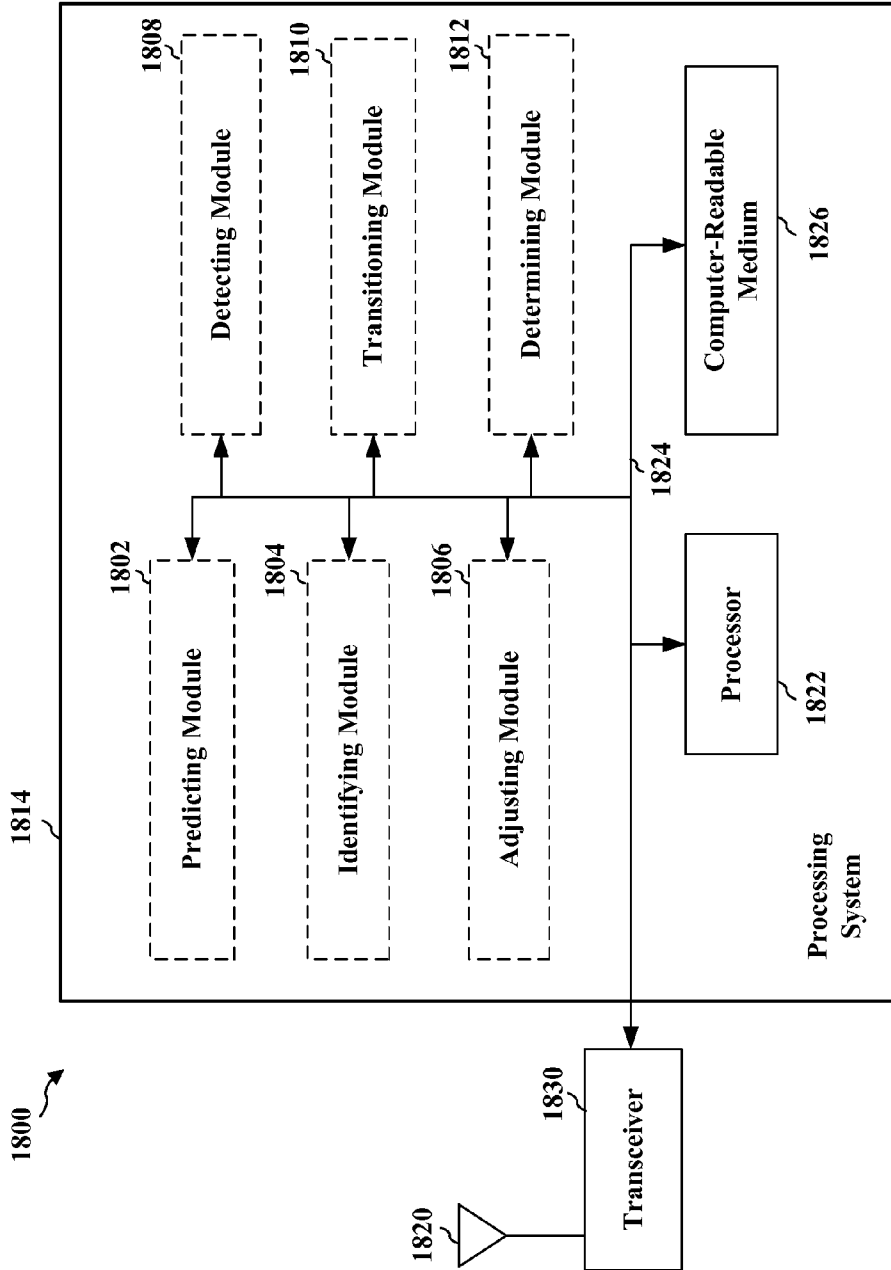 1800
1814
1802
Predicting Module
1808
Detecting Module
1804
Identifying Module
1810
Transitioning Module
1806
Adjusting Module
1812
Determining Module
1820
1830
Transceiver
1824
Processor
1822
Computer-Readable
Medium
1826
Processing
System